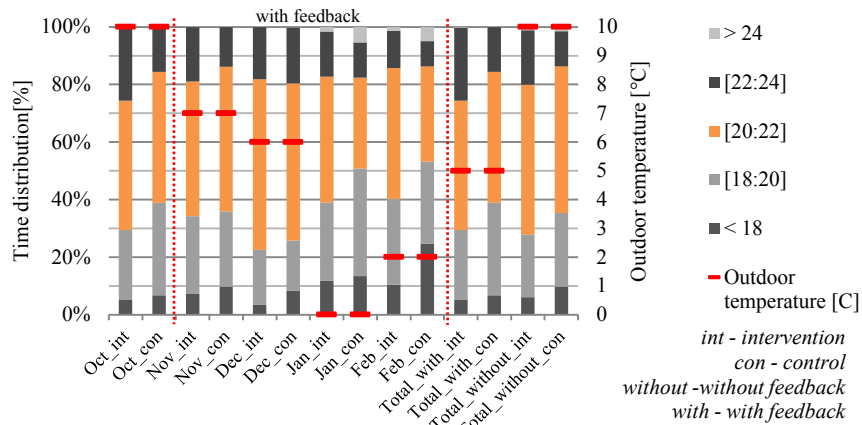 with feedback
100%
80%
60%
40%
20%
0%
Time distribution[%]
10
9
8
7
6
5
4
3
2
1
0
Outdoor temperature [°C]
Oct_int
Oct_con
Nov_int
Nov_con
Dec_int
Dec_con
Jan_int
Jan_con
Feb_int
Feb_con
Total_with_int
Total_with_con
Total_without_int
Total_without_con
> 24
[22:24]
[20:22]
[18:20]
< 18
Outdoor
temperature [C]
int - intervention
con - control
without -without feedback
with - with feedback